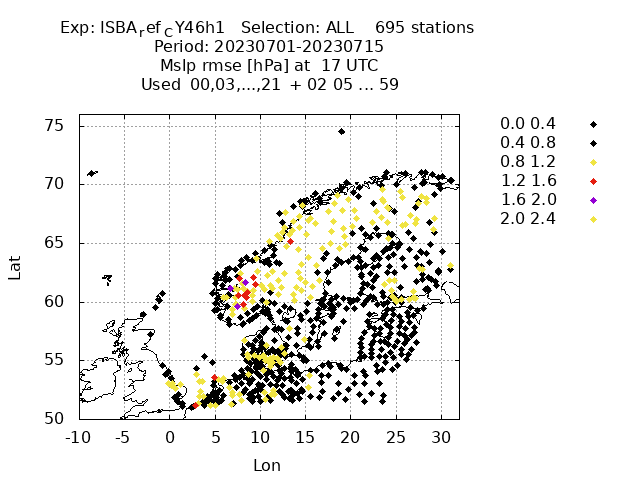 Exp: ISBArefCY46h1 Selection: ALL 695 stations
Period: 20230701-20230715
Mslp rmse [hPa] at 17 UTC
Used 00,03,...,21 + 02 05 ... 59
75
70
65
60
55
50
Lat
-10 -5 0 5 10 15 20 25 30
Lon
0.0 0.4
0.4 0.8
0.8 1.2
1.2 1.6
1.6 2.0
2.0 2.4